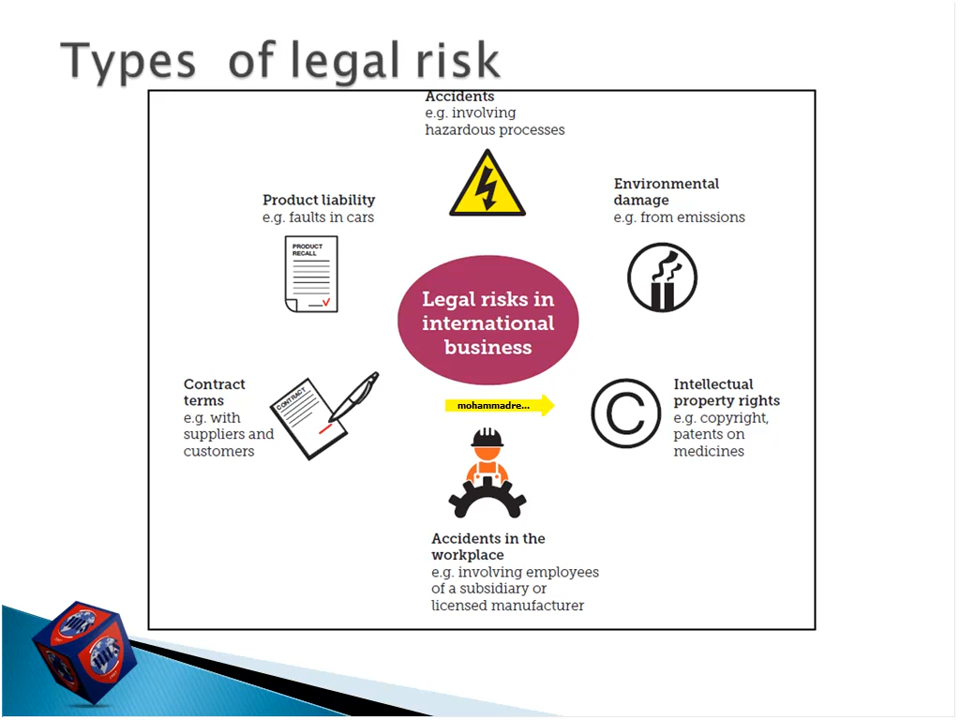 Types of legal risk
Accidents
e.g. involving
hazardous processes
Product liability
e.g. faults in cars
PRODUCT
RECALL
Environmental
damage
e.g. from emissions
Legal risks in
international
business
Contract
terms
e.g. with
suppliers and
customers
CONTRACT
mohammadre...
C
Intellectual
property rights
e.g. copyright,
patents on
medicines
Accidents in the
workplace
e.g. involving employees
of a subsidiary or
licensed manufacturer